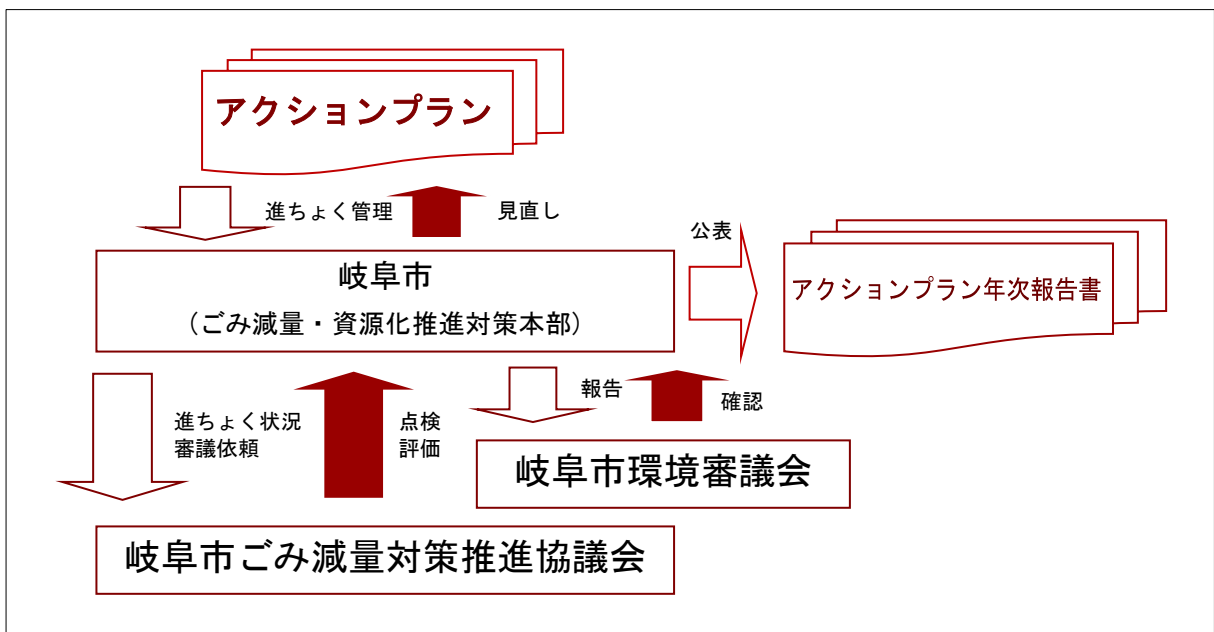 アクションプラン
進ちょく管理
見直し
公表
岐阜市
（ごみ減量・資源化推進対策本部）
アクションプラン年次報告書
進ちょく状況
審議依頼
点検
評価
報告
確認
岐阜市環境審議会
岐阜市ごみ減量対策推進協議会